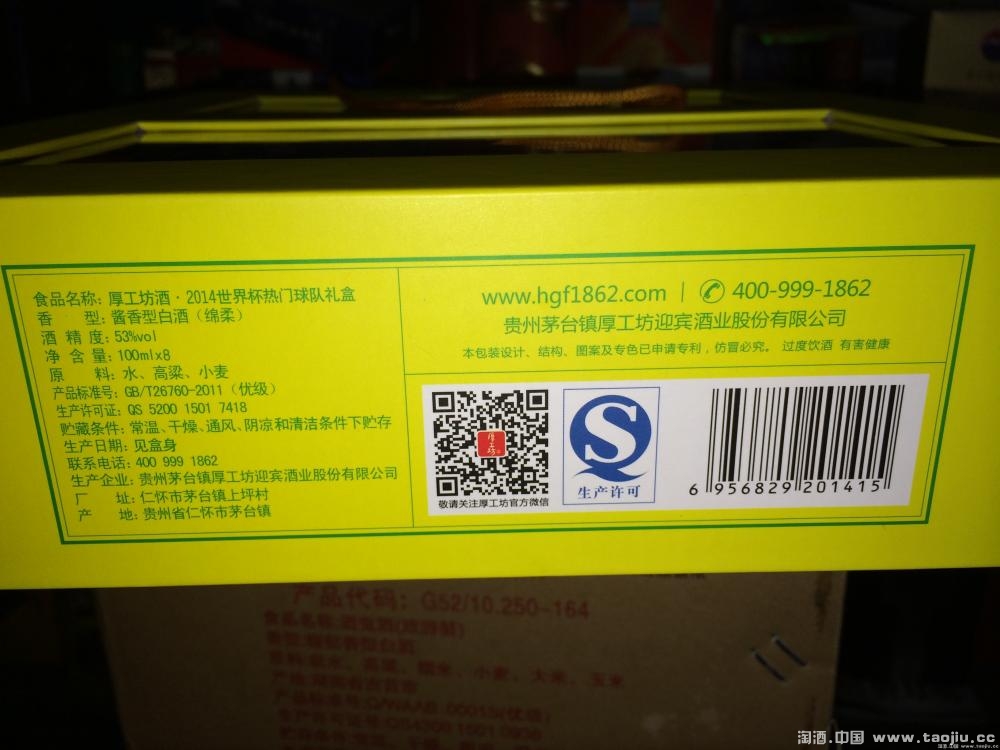 食品名称: 厚工坊酒·2014世界杯热门球队礼盒
香 型: 酱香型白酒 (绵柔)
酒 精 度: 53%vol
净 含 量: 100mlx8
原 料: 水、高粱、小麦
产品标准号: GB/T26760-2011 (优级)
生产许可证: QS 5200 1501 7418
贮藏条件: 常温、干燥、通风、阴凉和清洁条件下贮存
生产日期: 见盒身
联系电话: 400 999 1862
生产企业: 贵州茅台镇厚工坊迎宾酒业股份有限公司
厂 址: 仁怀市茅台镇上坪村
产 地: 贵州省仁怀市茅台镇
www.hgf1862.com | 400-999-1862
贵州茅台镇厚工坊迎宾酒业股份有限公司
本包装设计、结构、图案及专色已申请专利，仿冒必究。 过度饮酒 有害健康
厚工坊
敬请关注厚工坊官方微信
QS
生产许可
6 956829 201415
产品代码: G52/10.250-164
小麦、大米、玉米
淘酒.中国 www.taojiu.cc